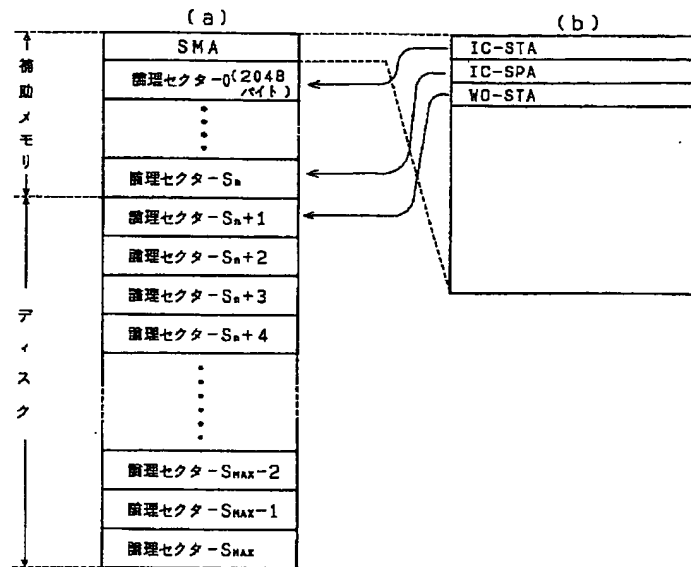 (a)
(b)
補助メモリ
SMA
論理セクター0(2048バイト)
論理セクター-Sn
ディスク
論理セクター-Sn+1
論理セクター-Sn+2
論理セクター-Sn+3
論理セクター-Sn+4
論理セクター-SMAX-2
論理セクター-SMAX-1
論理セクター-SMAX
IC-STA
IC-SPA
WO-STA